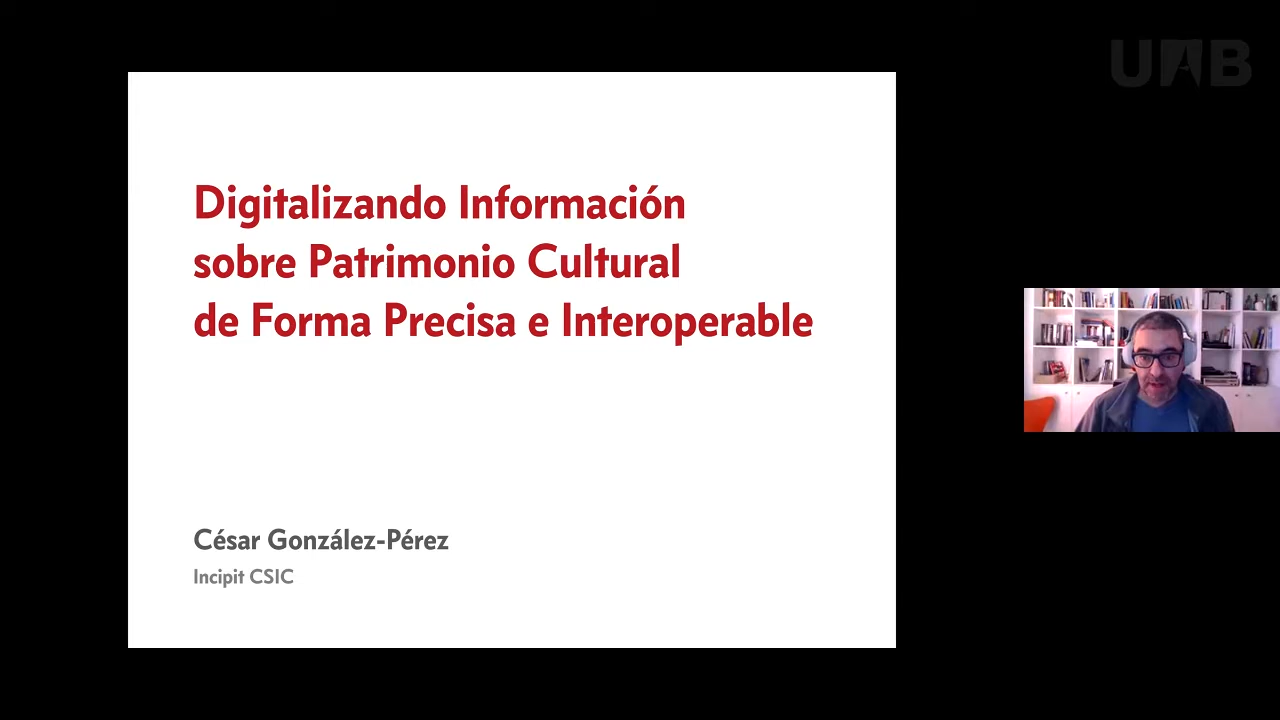 UAB
Digitalizando Información
sobre Patrimonio Cultural
de Forma Precisa e Interoperable
César González-Pérez
Incipit CSIC